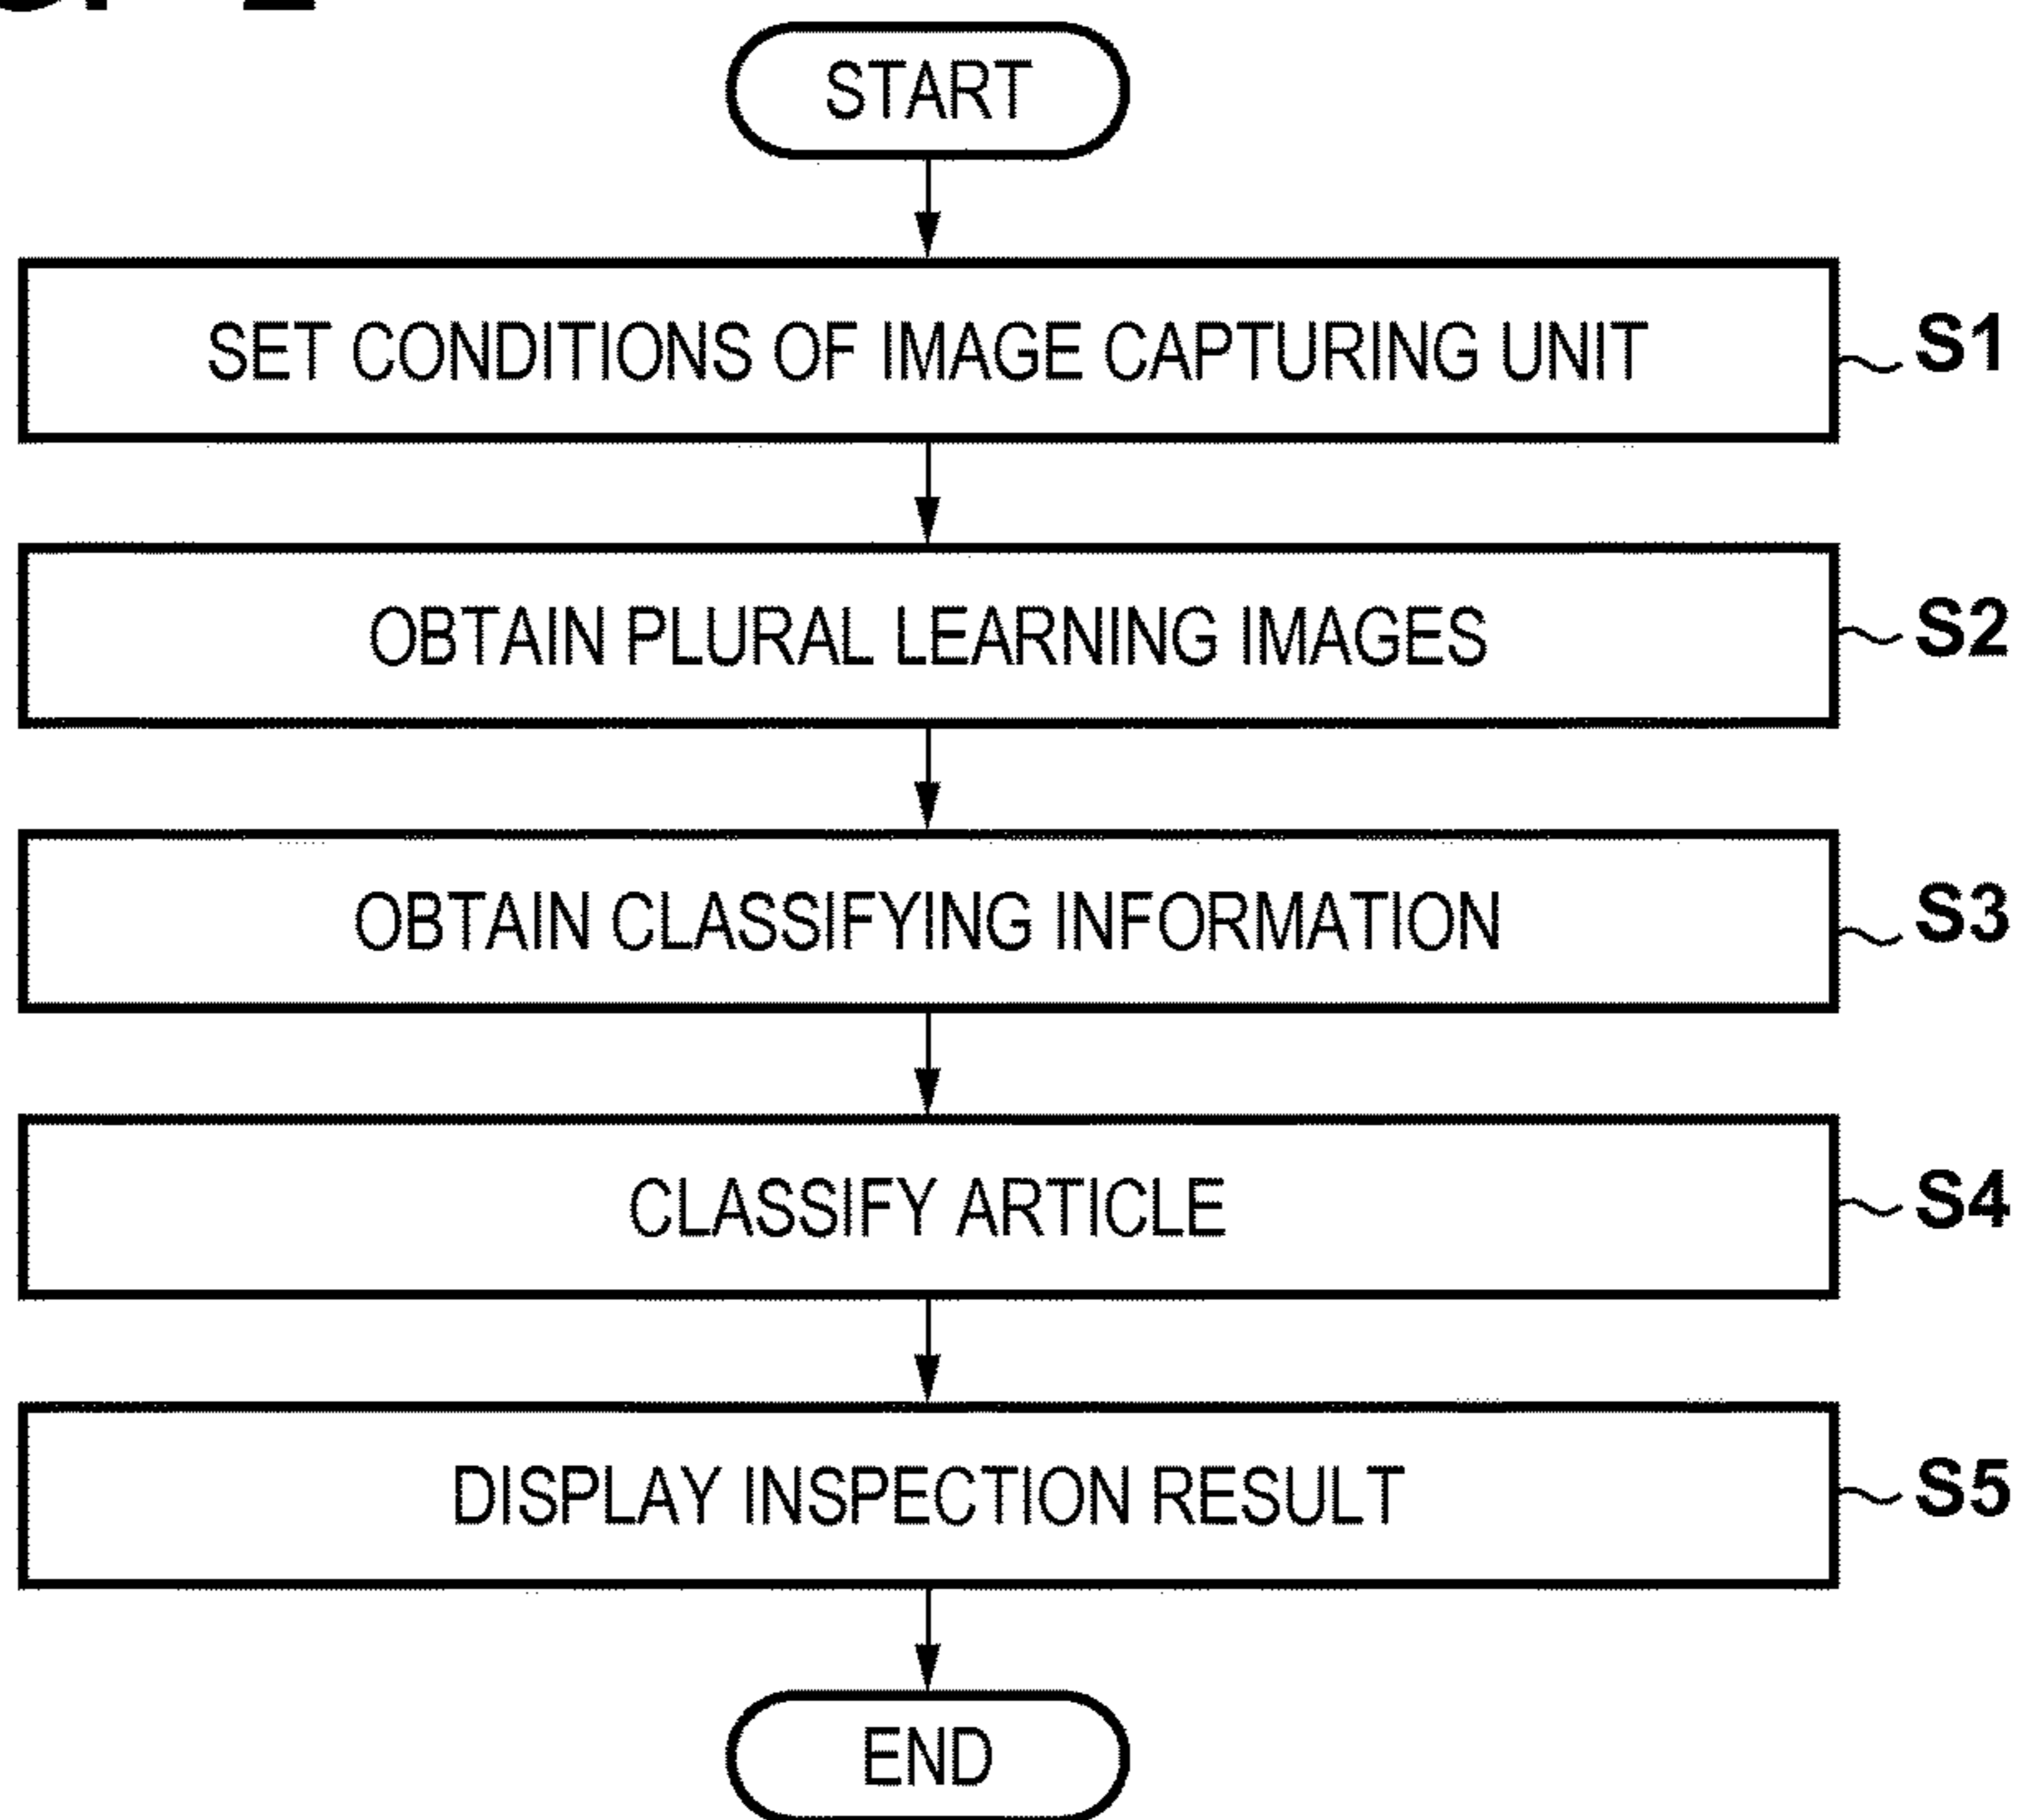 START
SET CONDITIONS OF IMAGE CAPTURING UNIT
S1
OBTAIN PLURAL LEARNING IMAGES
S2
OBTAIN CLASSIFYING INFORMATION
S3
CLASSIFY ARTICLE
S4
DISPLAY INSPECTION RESULT
S5
END